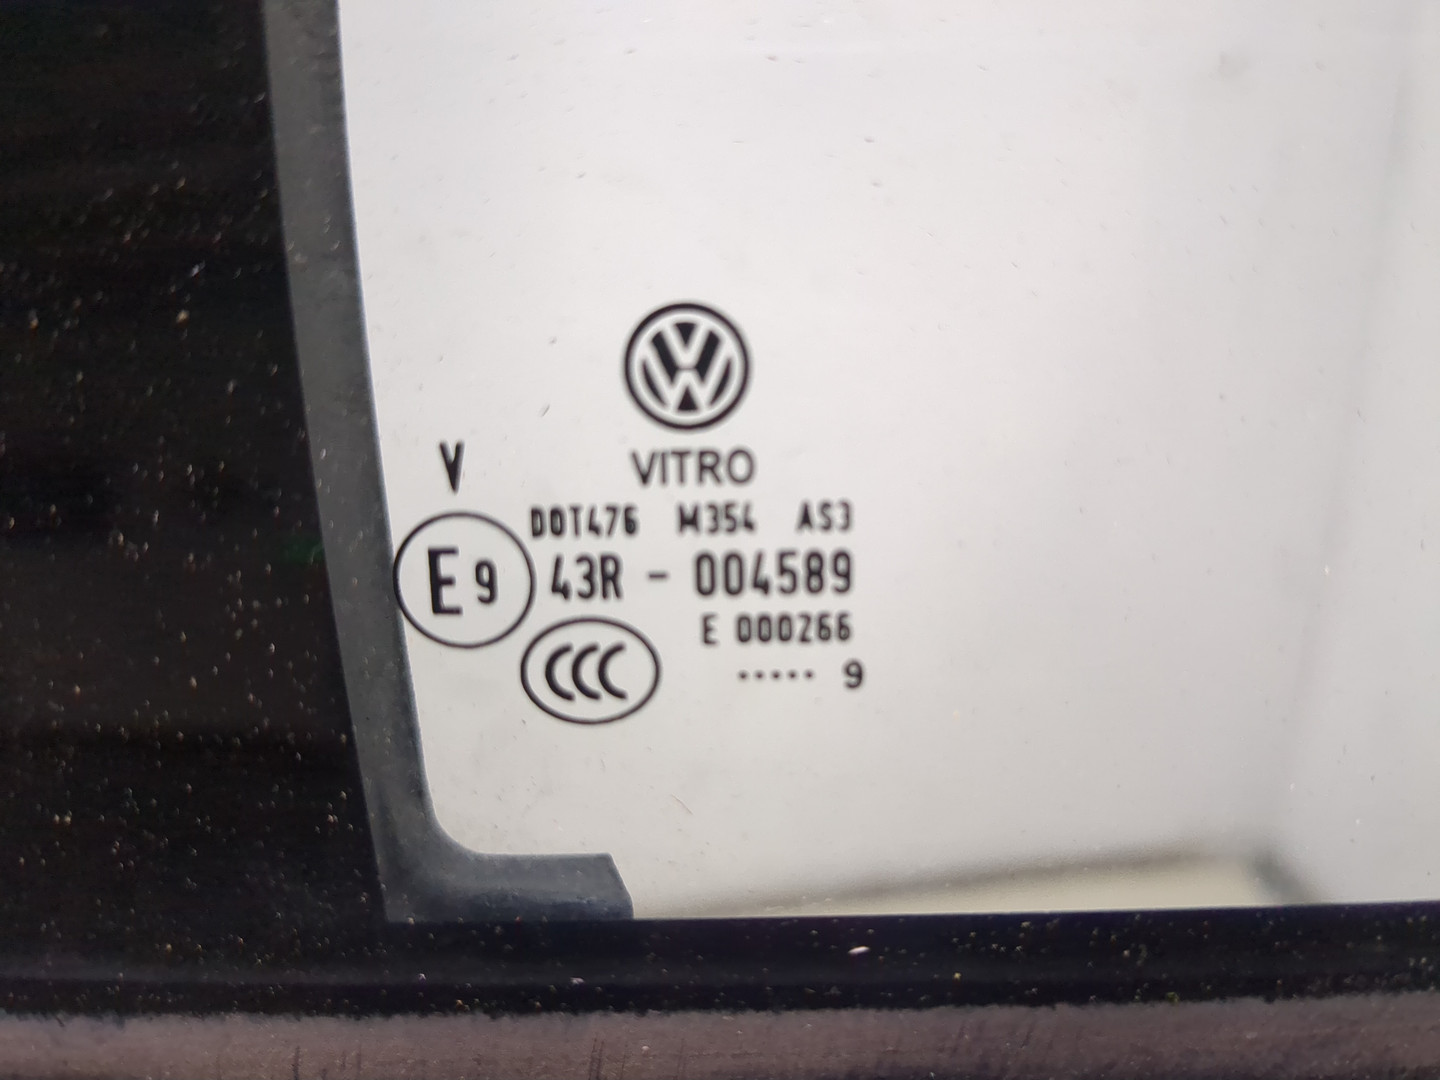 VITRO
V
DOT476 M354 AS3
E9 43R - 004589
E 000266
CCC
····· 9